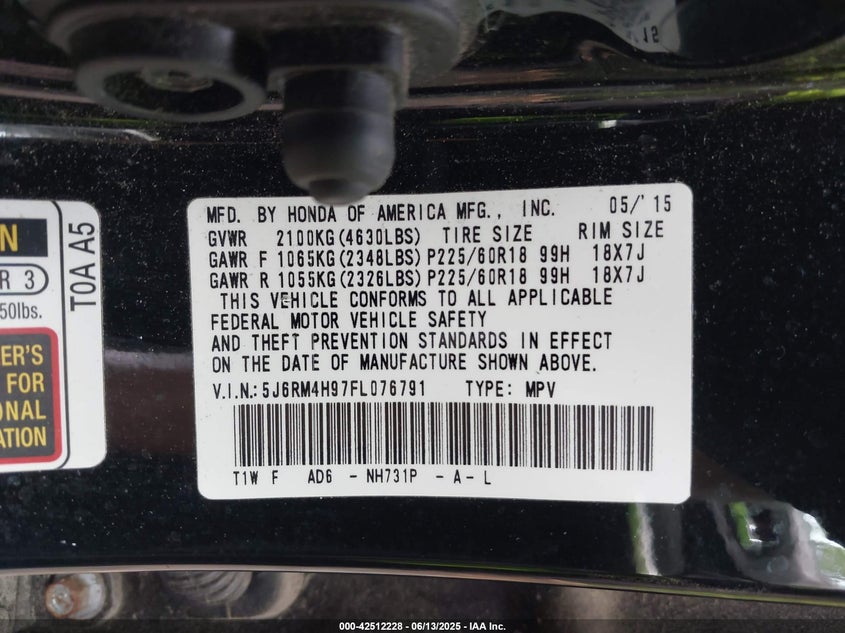 12
N
R 3
50lbs.
ER'S
FOR
ONAL
ATION
T0A A5
MFD. BY HONDA OF AMERICA MFG., INC. 05/'15
GVWR 2100KG(4630LBS) TIRE SIZE RIM SIZE
GAWR F 1065KG(2348LBS)P225/60R18 99H 18X7J
GAWR R 1055KG(2326LBS)P225/60R18 99H 18X7J
THIS VEHICLE CONFORMS TO ALL APPLICABLE
FEDERAL MOTOR VEHICLE SAFETY
AND THEFT PREVENTION STANDARDS IN EFFECT
ON THE DATE OF MANUFACTURE SHOWN ABOVE.
V.I.N.:5J6RM4H97FL076791 TYPE: MPV
T1W F AD6 - NH731P - A - L
000-42512228 - 06/13/2025 - IAA Inc.